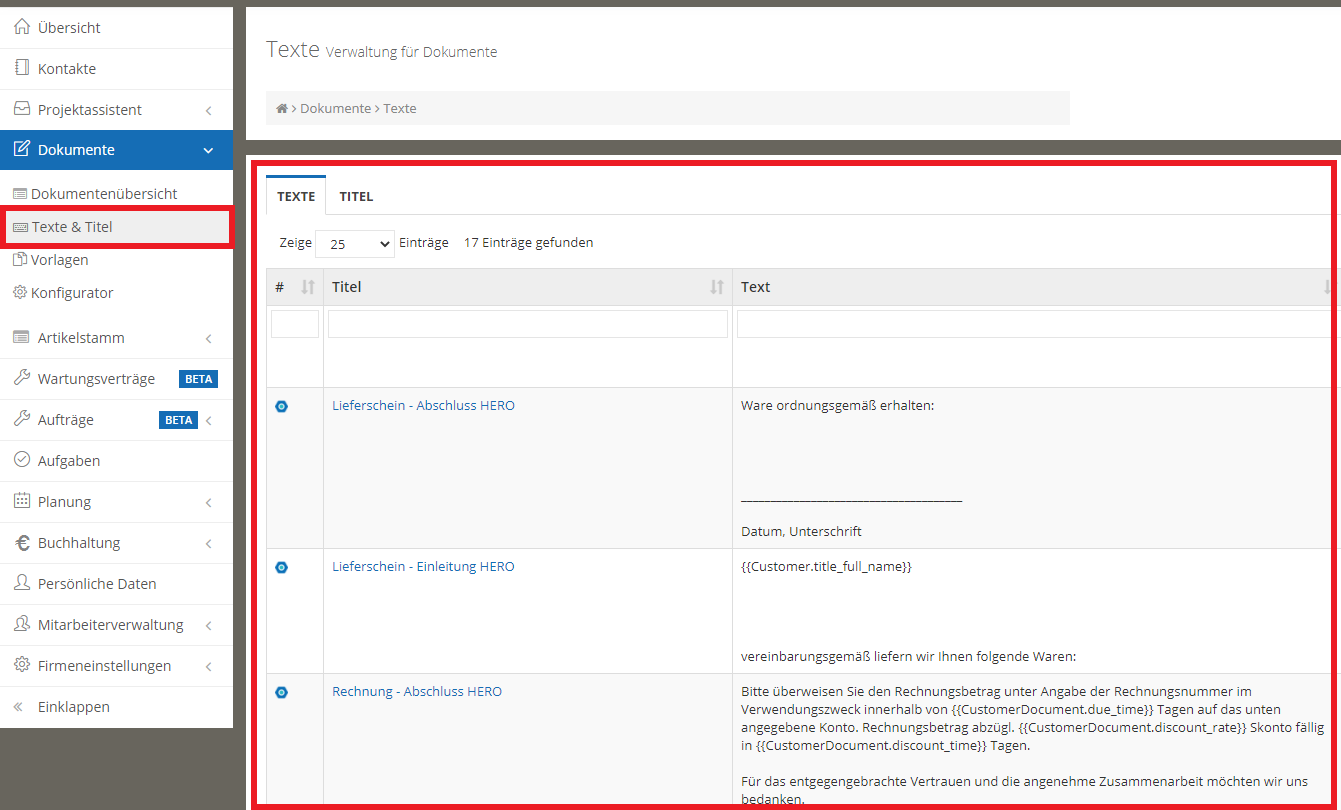 Übersicht
Kontakte
Projektassistent
Dokumente
Dokumentenübersicht
Texte & Titel
Vorlagen
Konfigurator
Artikelstamm
Wartungsverträge BETA
Aufträge BETA
Aufgaben
Planung
Buchhaltung
Persönliche Daten
Mitarbeiterverwaltung
Firmeneinstellungen
Einklappen
Texte Verwaltung für Dokumente
Dokumente > Texte
TEXTE TITEL
Zeige 25 Einträge 17 Einträge gefunden
# Titel Text
Lieferschein - Abschluss HERO
Ware ordnungsgemäß erhalten:
__________________________________
Datum, Unterschrift
Lieferschein - Einleitung HERO
{{Customer.title_full_name}}
vereinbarungsgemäß liefern wir Ihnen folgende Waren:
Rechnung - Abschluss HERO
Bitte überweisen Sie den Rechnungsbetrag unter Angabe der Rechnungsnummer im
Verwendungszweck innerhalb von {{CustomerDocument.due_time}} Tagen auf das unten
angegebene Konto. Rechnungsbetrag abzügl. {{CustomerDocument.discount_rate}} Skonto fällig
in {{CustomerDocument.discount_time}} Tagen.
Für das entgegengebrachte Vertrauen und die angenehme Zusammenarbeit möchten wir uns
bedanken.